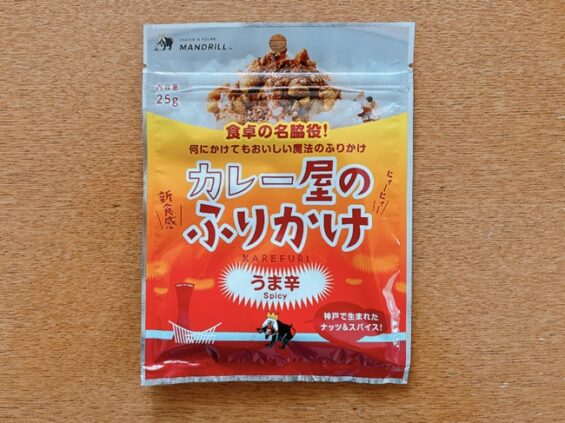 CHOICE IS YOURS
MANDRILL
内容量
25g
食卓の名脇役!
何にかけてもおいしい魔法のふりかけ
カレー屋の
ふりかけ
新食感!
ヒィーヒィー!
KAREFURI
うま辛
Spicy
神戸で生まれた
ナッツ&スパイス!